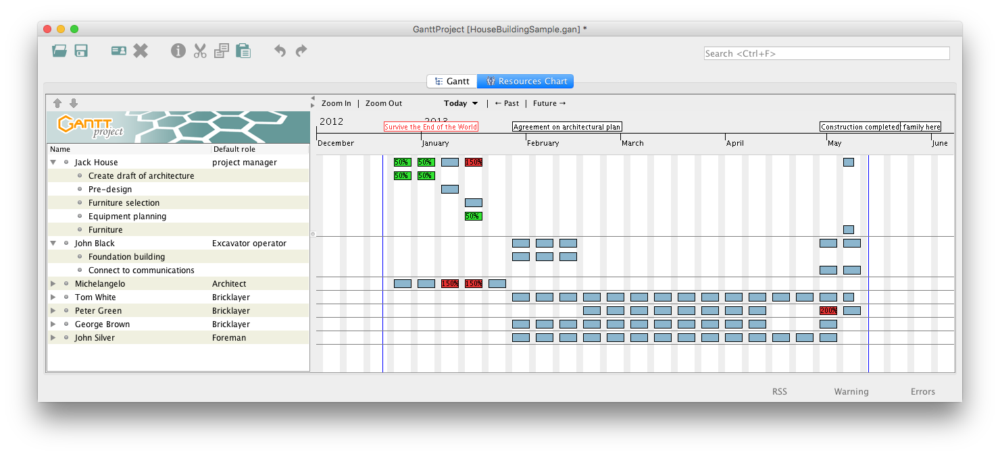 GanttProject [HouseBuildingSample.gan] *
Search <Ctrl+F>
Gantt
Resources Chart
Zoom In | Zoom Out Today | ← Past | Future →
GANTT project
2012
Survive the End of the World
Agreement on architectural plan
Construction completed family here
December January February March April May June
Name Default role
Jack House project manager 50% 50% 150%
Create draft of architecture 50% 50%
Pre-design
Furniture selection
Equipment planning 50%
Furniture
John Black Excavator operator
Foundation building
Connect to communications
Michelangelo Architect 150% 150%
Tom White Bricklayer
Peter Green Bricklayer 200%
George Brown Bricklayer
John Silver Foreman
RSS Warning Errors